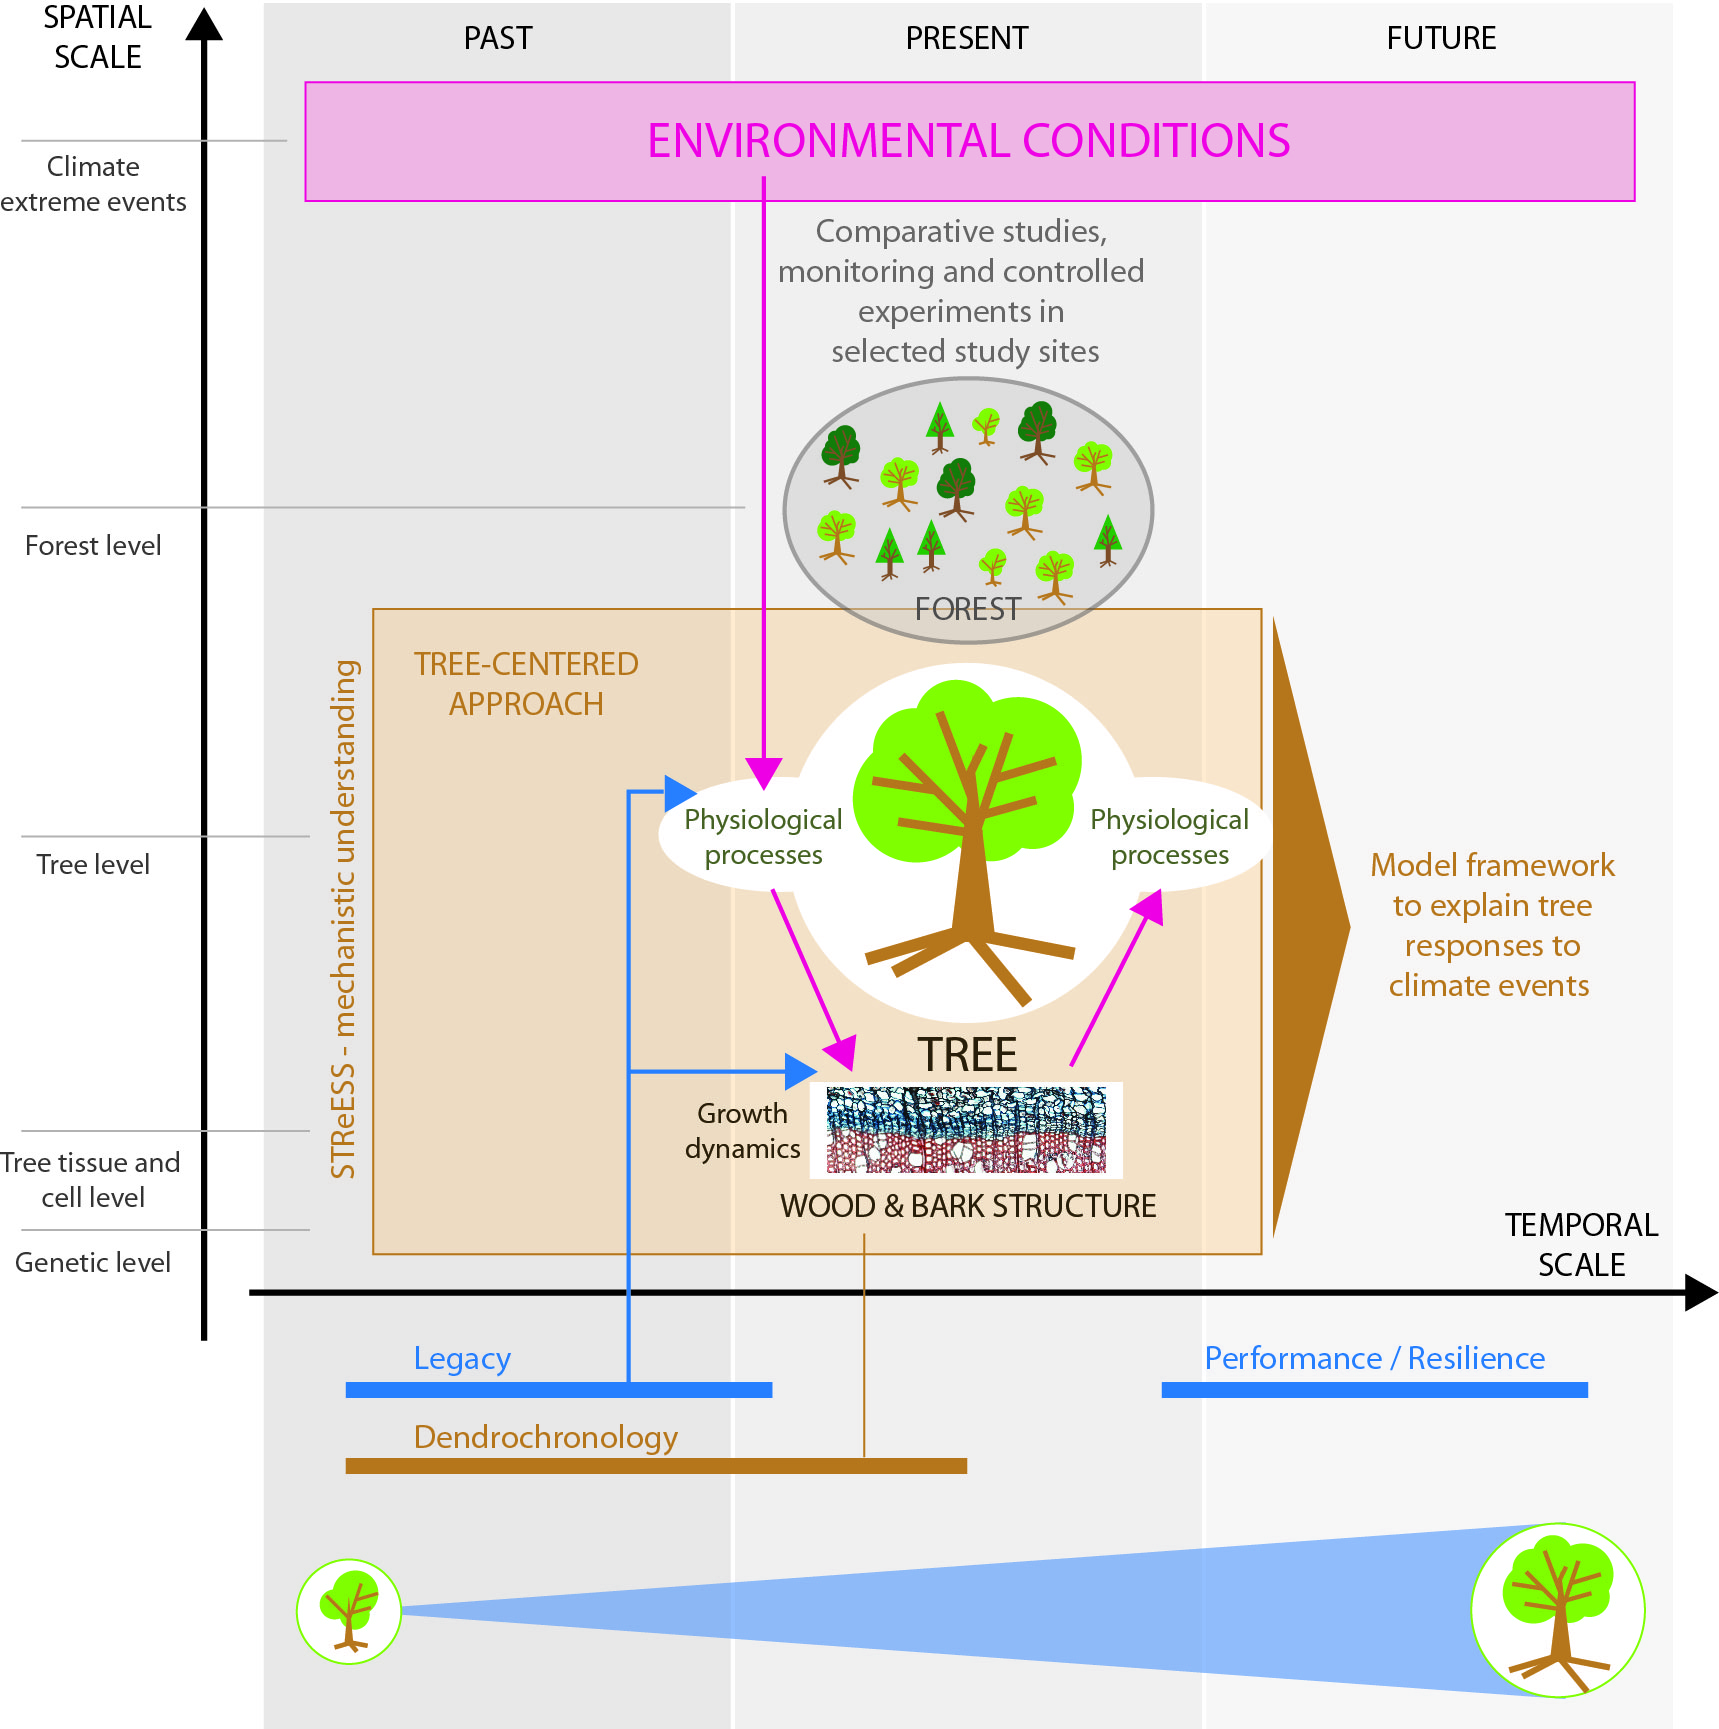 SPATIAL
SCALE
PAST
PRESENT
FUTURE
ENVIRONMENTAL CONDITIONS
Climate
extreme events
Comparative studies,
monitoring and controlled
experiments in
selected study sites
Forest level
FOREST
TREE-CENTERED
APPROACH
STReESS - mechanistic understanding
Physiological
processes
Physiological
processes
Tree level
Model framework
to explain tree
responses to
climate events
TREE
Growth
dynamics
Tree tissue and
cell level
WOOD & BARK STRUCTURE
Genetic level
TEMPORAL
SCALE
Legacy
Performance / Resilience
Dendrochronology